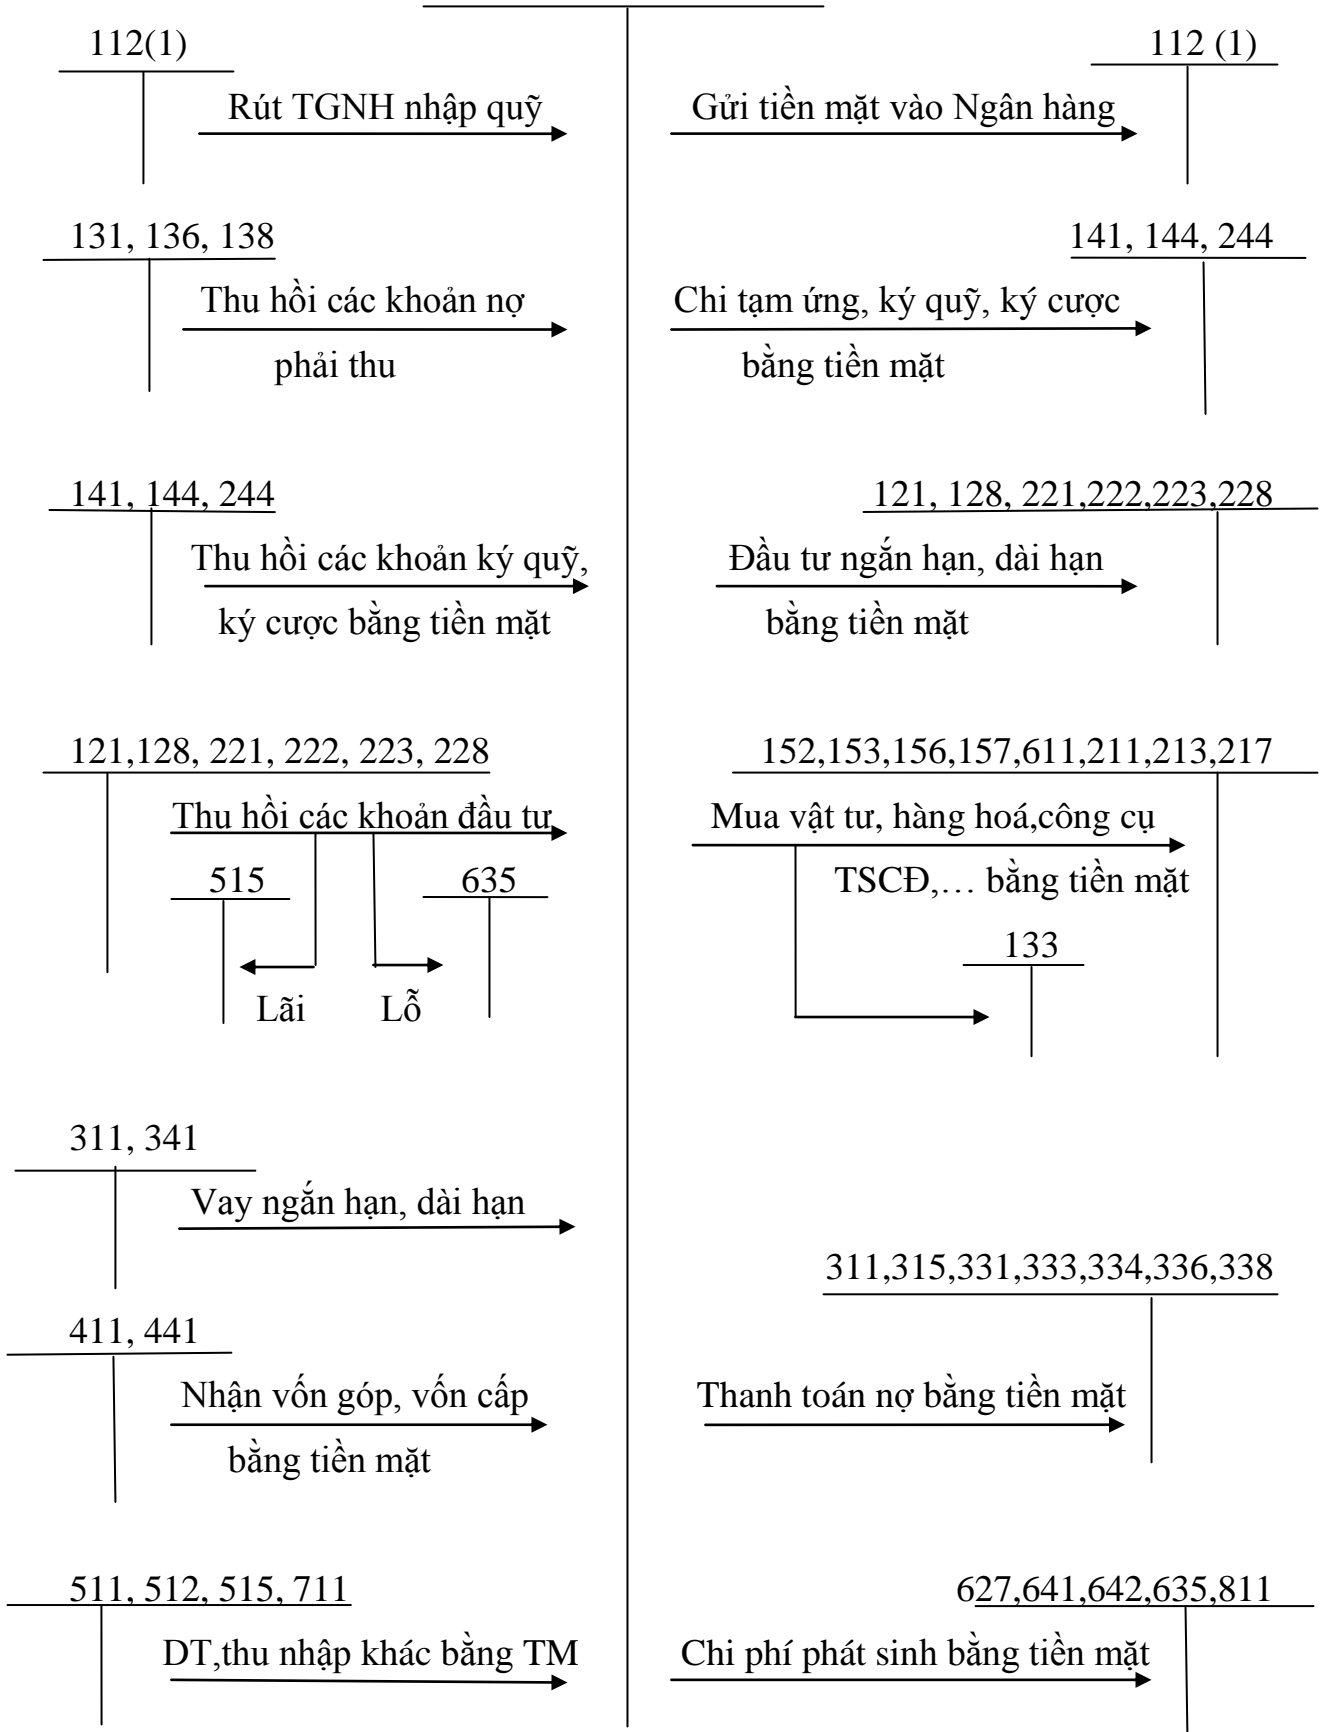 112(1)
112 (1)
Rút TGNH nhập quỹ
Gửi tiền mặt vào Ngân hàng
131, 136, 138
141, 144, 244
Thu hồi các khoản nợ
phải thu
Chi tạm ứng, ký quỹ, ký cược
bằng tiền mặt
141, 144, 244
121, 128, 221,222,223,228
Thu hồi các khoản ký quỹ,
ký cược bằng tiền mặt
Đầu tư ngắn hạn, dài hạn
bằng tiền mặt
121,128, 221, 222, 223, 228
152,153,156,157,611,211,213,217
Thu hồi các khoản đầu tư
Mua vật tư, hàng hoá,công cụ
TSCĐ,… bằng tiền mặt
515
635
133
Lãi
Lỗ
311, 341
Vay ngắn hạn, dài hạn
311,315,331,333,334,336,338
411, 441
Nhận vốn góp, vốn cấp
bằng tiền mặt
Thanh toán nợ bằng tiền mặt
511, 512, 515, 711
627,641,642,635,811
DT,thu nhập khác bằng TM
Chi phí phát sinh bằng tiền mặt